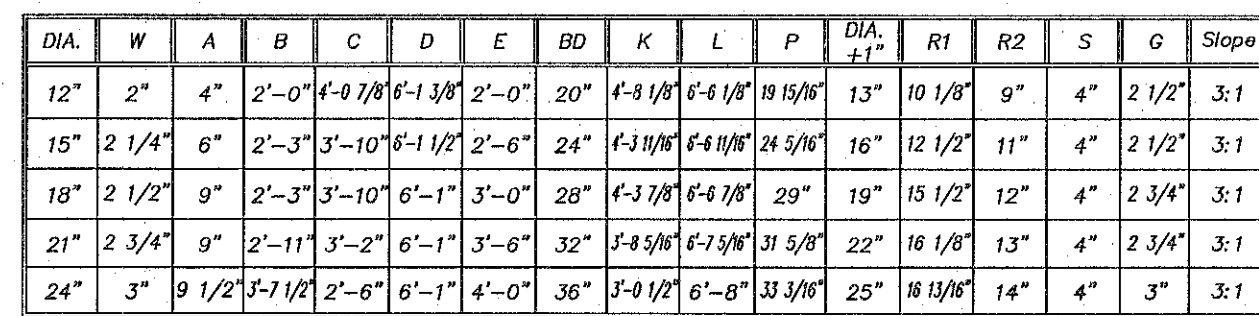 DIA. W A B C D E BD K L P DIA. +1" R1 R2 S G Slope
12" 2" 4" 2'-0" 4'-0 7/8" 6'-1 3/8" 2'-0" 20" 4'-8 1/8" 6'-6 1/8" 19 15/16" 13" 10 1/8" 9" 4" 2 1/2" 3:1
15" 2 1/4" 6" 2'-3" 3'-10" 6'-1 1/2" 2'-6" 24" 4'-3 11/16" 6'-6 11/16" 24 5/16" 16" 12 1/2" 11" 4" 2 1/2" 3:1
18" 2 1/2" 9" 2'-3" 3'-10" 6'-1" 3'-0" 28" 4'-3 7/8" 6'-6 7/8" 29" 19" 15 1/2" 12" 4" 2 3/4" 3:1
21" 2 3/4" 9" 2'-11" 3'-2" 6'-1" 3'-6" 32" 3'-8 5/16" 6'-7 5/16" 31 5/8" 22" 16 1/8" 13" 4" 2 3/4" 3:1
24" 3" 9 1/2" 3'-7 1/2" 2'-6" 6'-1" 4'-0" 36" 3'-0 1/2" 6'-8" 33 3/16" 25" 16 13/16" 14" 4" 3" 3:1